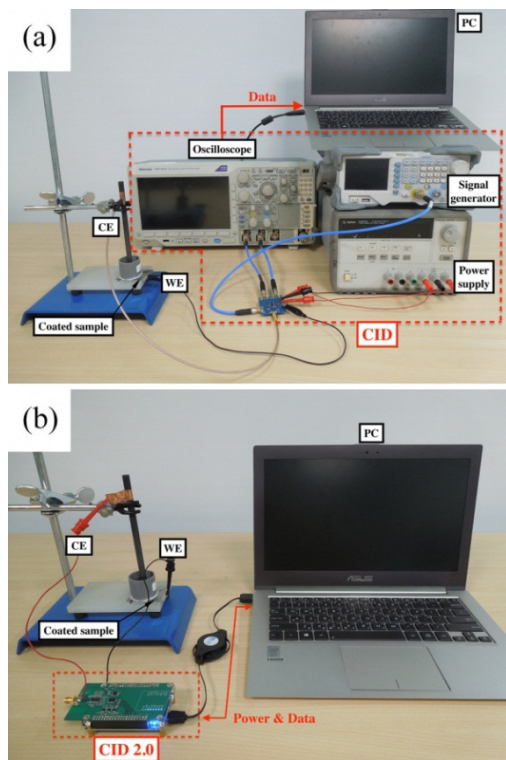 (a)
PC
Data
Oscilloscope
Signal
generator
CE
WE
Power
supply
Coated sample
CID
(b)
PC
CE
WE
ASUS
Coated sample
Power & Data
CID 2.0